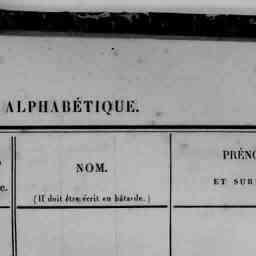 ALPHABÉTIQUE.
NOM.
(Il doit être écrit en bâtarde.)
PRÉNO
ET SUR
e.